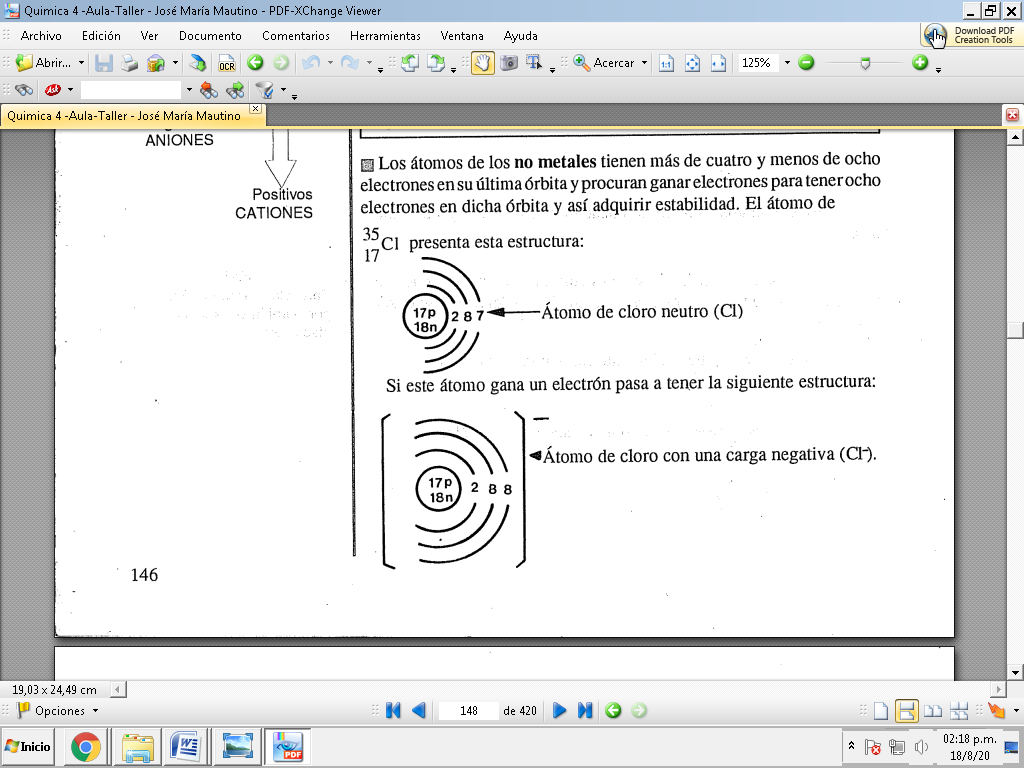 Quimica 4 -Aula-Taller - José María Mautino - PDF-XChange Viewer
Archivo Edición Ver Documento Comentarios Herramientas Ventana Ayuda
Download PDF
Creation Tools
Abrir... OCR Acercar 1:1 125%
Quimica 4 -Aula-Taller - José María Mautino
ANIONES
Positivos
CATIONES
Los átomos de los no metales tienen más de cuatro y menos de ocho
electrones en su última órbita y procuran ganar electrones para tener ocho
electrones en dicha órbita y así adquirir estabilidad. El átomo de
35
17
Cl presenta esta estructura:
17p
18n
2 8 7
Átomo de cloro neutro (Cl)
Si este átomo gana un electrón pasa a tener la siguiente estructura:
–
Átomo de cloro con una carga negativa (Cl⁻).
17p
18n
2 8 8
146
19,03 x 24,49 cm
Opciones 148 de 420
Inicio PDF 02:18 p.m.
18/8/20